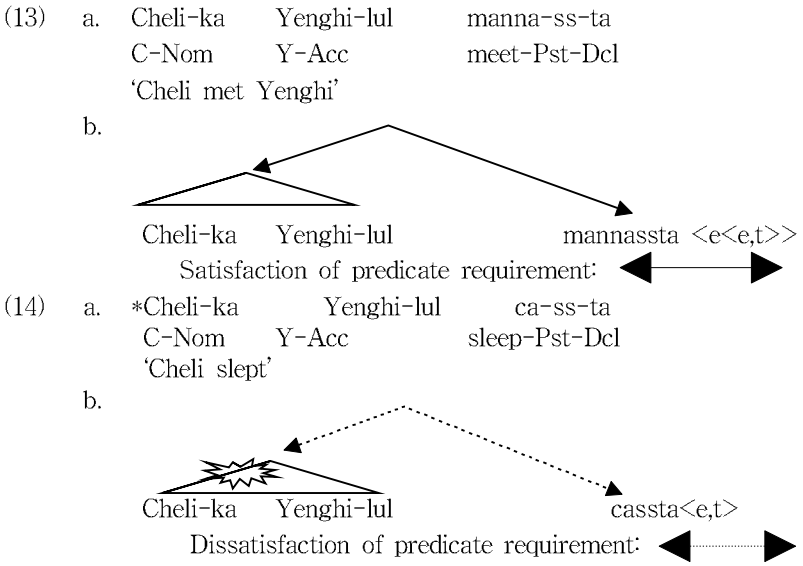 (13) a. Cheli-ka Yenghi-lul manna-ss-ta
C-Nom Y-Acc meet-Pst-Dcl
‘Cheli met Yenghi’
b.
Cheli-ka Yenghi-lul mannassta <e<e,t>>
Satisfaction of predicate requirement:
(14) a. *Cheli-ka Yenghi-lul ca-ss-ta
C-Nom Y-Acc sleep-Pst-Dcl
‘Cheli slept’
b.
Cheli-ka Yenghi-lul cassta<e,t>
Dissatisfaction of predicate requirement: